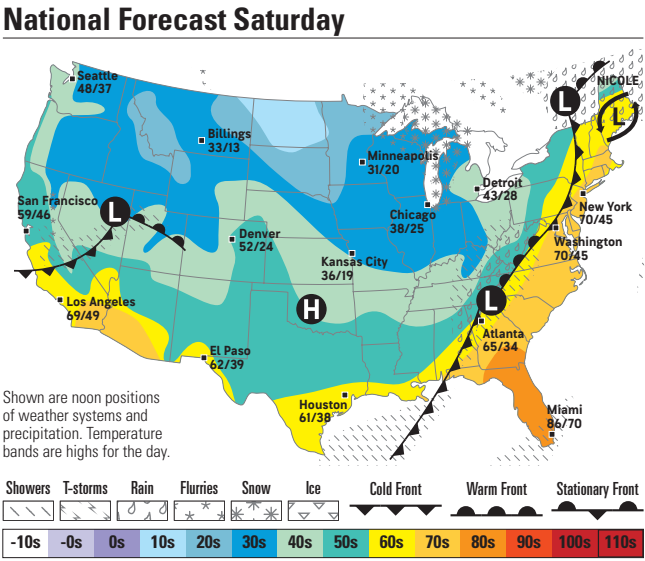 National Forecast Saturday
NICOLE
L
L
Seattle
48/37
Billings
33/13
Minneapolis
31/20
Detroit
43/28
San Francisco
59/46
L
Chicago
38/25
New York
70/45
Denver
52/24
Washington
70/45
Kansas City
36/19
Los Angeles
69/49
H
L
Atlanta
65/34
El Paso
62/39
Houston
61/38
Miami
86/70
Shown are noon positions
of weather systems and
precipitation. Temperature
bands are highs for the day.
Showers T-storms Rain Flurries Snow Ice Cold Front Warm Front Stationary Front
-10s -0s 0s 10s 20s 30s 40s 50s 60s 70s 80s 90s 100s 110s